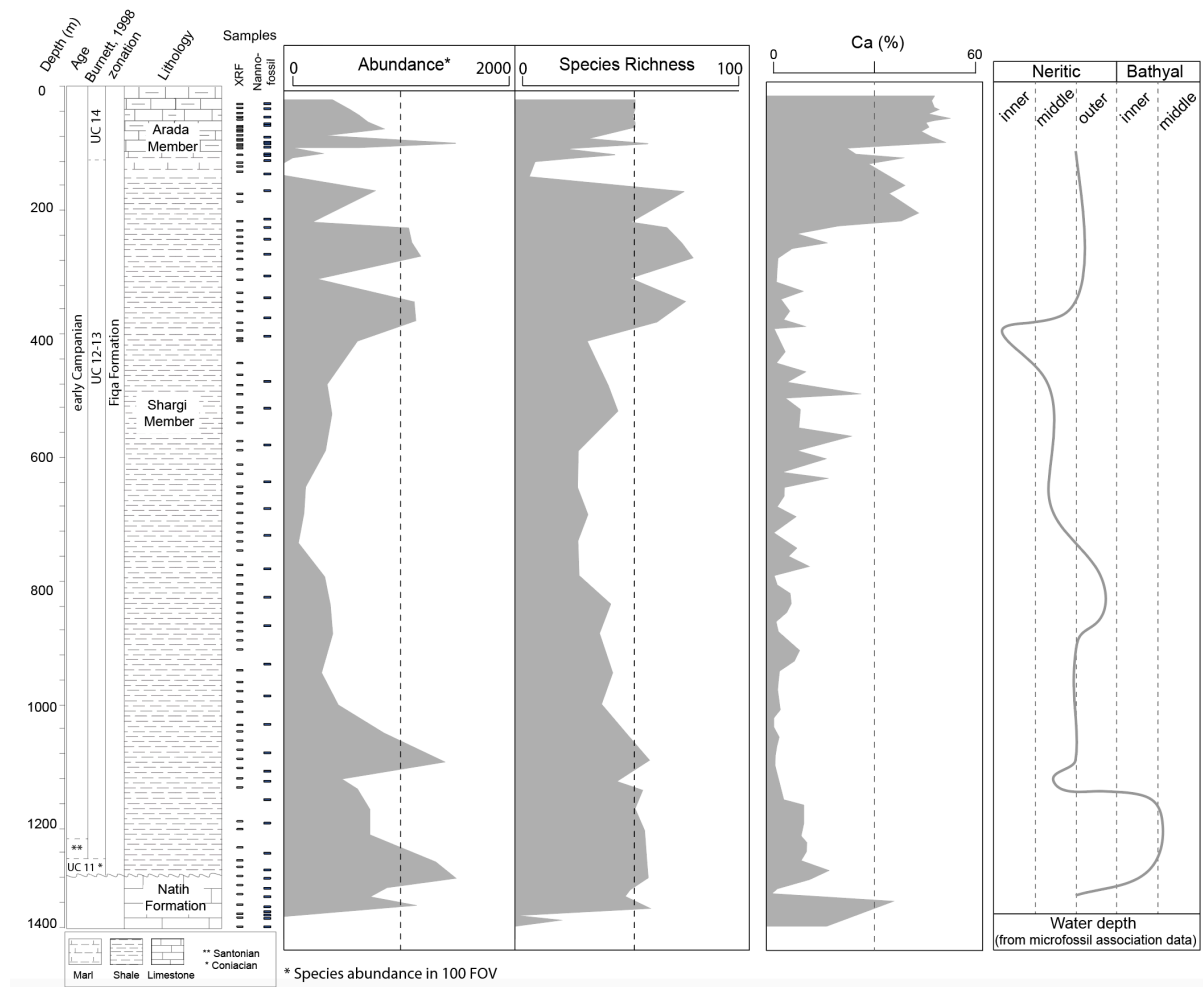 Depth (m)
Age
Burnett, 1998
zonation
Lithology
Samples
XRF
Nanno-
fossil
0
Abundance*
2000
0
Species Richness
100
Ca (%)
0
60
Neritic
Bathyal
inner
middle
outer
inner
middle
0
200
400
600
800
1000
1200
1400
early Campanian
**
UC 14
UC 12-13
UC 11 *
Fiqa Formation
Arada
Member
Shargi
Member
Natih
Formation
Water depth
(from microfossil association data)
Marl
Shale
Limestone
** Santonian
* Coniacian
* Species abundance in 100 FOV